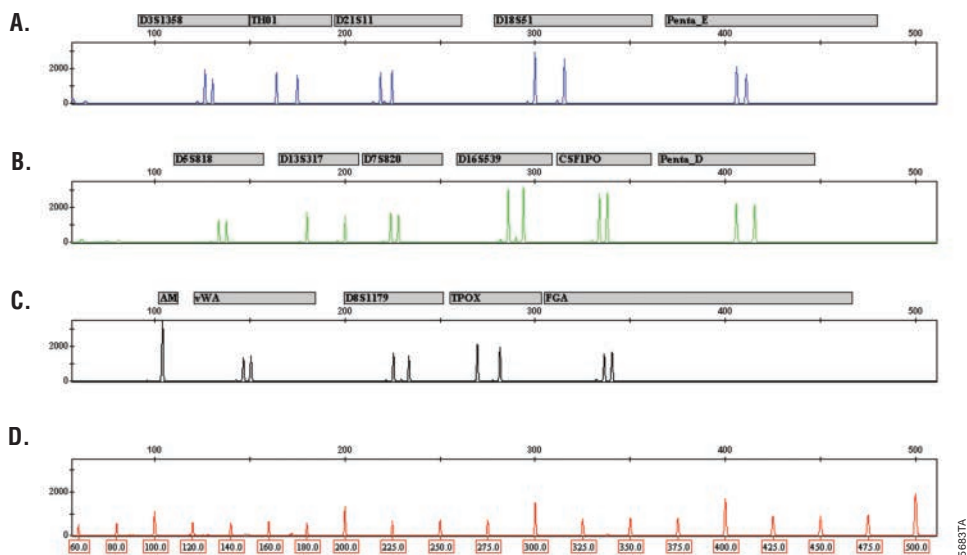 A.
D3S1358 TH01 D21S11 D18S51 Penta_E
100 200 300 400 500
2000
0
B.
D5S818 D13S317 D7S820 D16S539 CSF1PO Penta_D
100 200 300 400 500
2000
0
C.
AM vWA D8S1179 TPOX FGA
100 200 300 400 500
2000
0
D.
100 200 300 400 500
2000
0
60.0 80.0 100.0 120.0 140.0 160.0 180.0 200.0 225.0 250.0 275.0 300.0 325.0 350.0 375.0 400.0 425.0 450.0 475.0 500.0
5683TA